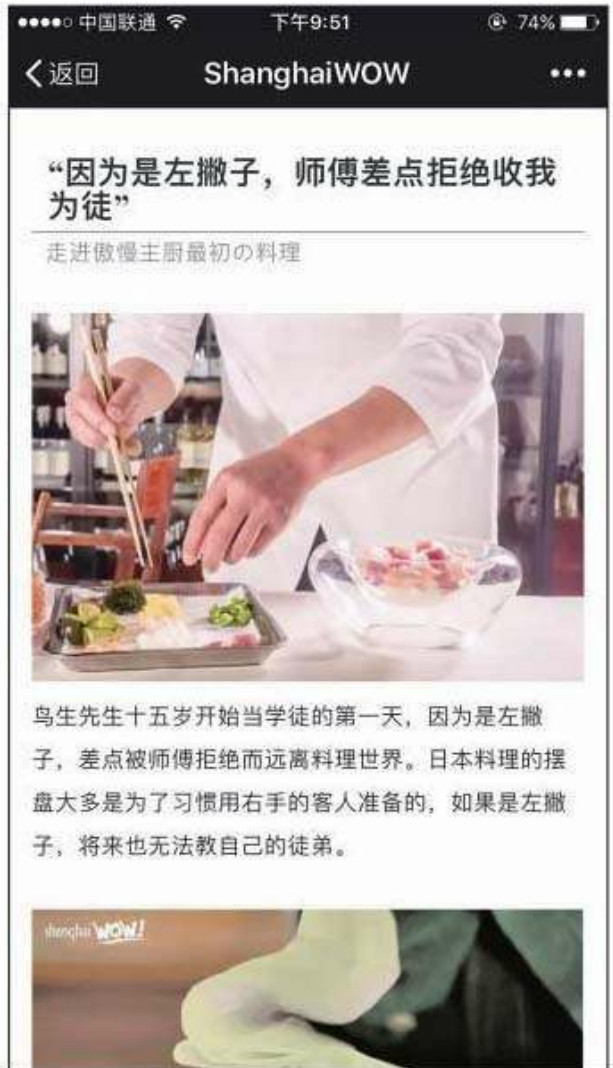 中国联通
下午9:51
74%
返回
ShanghaiWOW
“因为是左撇子，师傅差点拒绝收我
为徒”
走进傲慢主厨最初の料理
鸟生先生十五岁开始当学徒的第一天，因为是左撇
子，差点被师傅拒绝而远离料理世界。日本料理的摆
盘大多是为了习惯用右手的客人准备的，如果是左撇
子，将来也无法教自己的徒弟。
shanghai WOW!